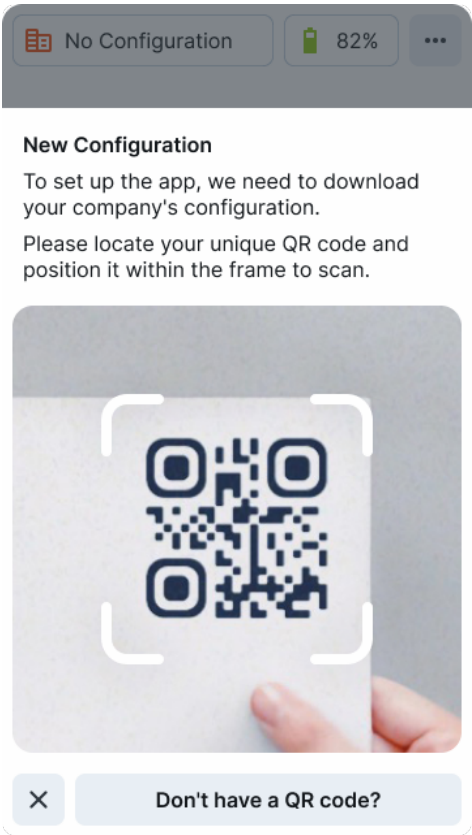 No Configuration
82%
New Configuration
To set up the app, we need to download
your company's configuration.
Please locate your unique QR code and
position it within the frame to scan.
Don't have a QR code?